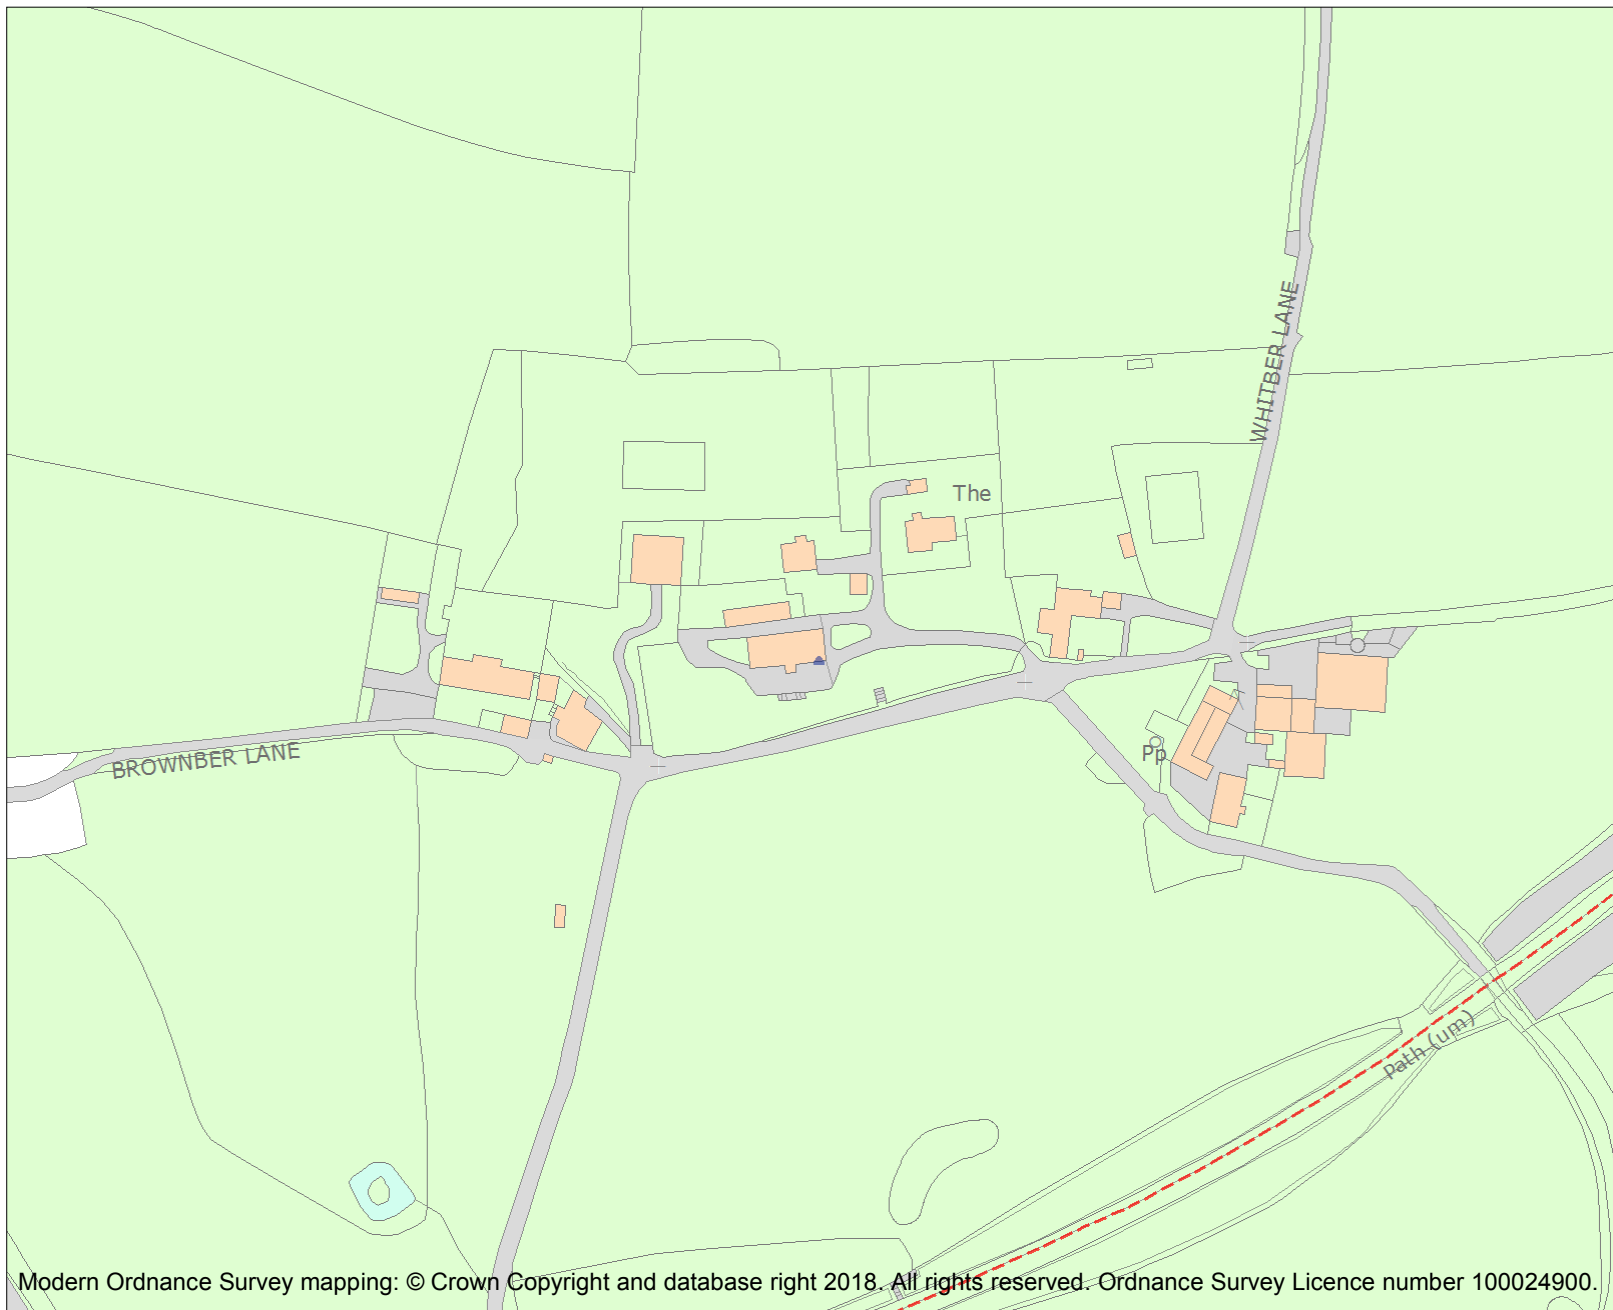 WHITBER LANE
The
Pp
BROWNBER LANE
Path (um)
Modern Ordnance Survey mapping: © Crown Copyright and database right 2018. All rights reserved. Ordnance Survey Licence number 100024900.